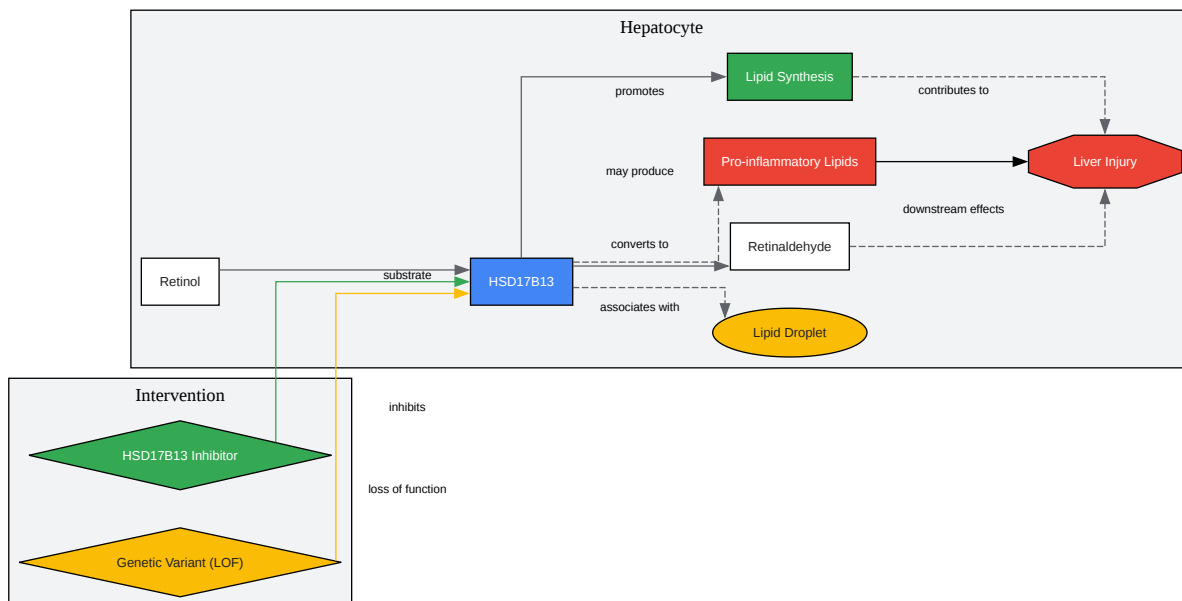 Hepatocyte
Lipid Synthesis
promotes
contributes to
Pro-inflammatory Lipids
Liver Injury
may produce
downstream effects
converts to
Retinaldehyde
Retinol
substrate
HSD17B13
associates with
Lipid Droplet
Intervention
inhibits
HSD17B13 Inhibitor
loss of function
Genetic Variant (LOF)